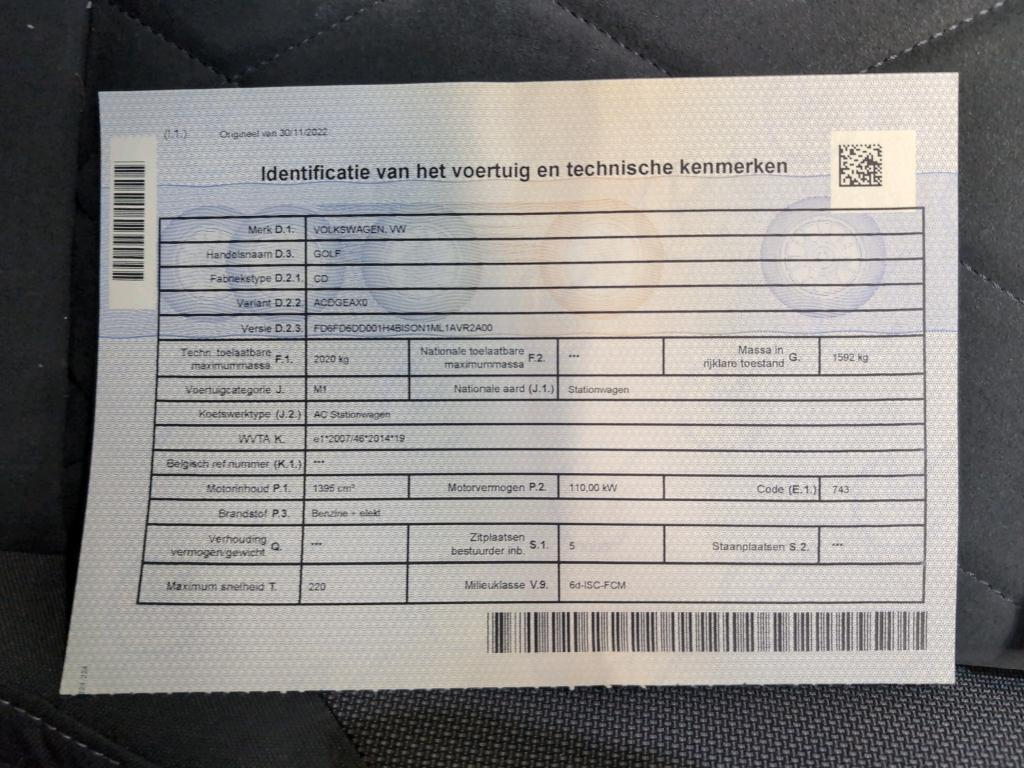 (I.1.) Origineel van 30/11/2022
Identificatie van het voertuig en technische kenmerken
Merk D.1. VOLKSWAGEN, VW
Handelsnaam D.3. GOLF
Fabriekstype D.2.1. CD
Variant D.2.2. ACDGEAX0
Versie D.2.3. FD6FD6DD001H4BISON1ML1AVR2A00
Techn. toelaatbare maximummassa F.1. 2020 kg Nationale toelaatbare maximummassa F.2. *** Massa in rijklare toestand G. 1592 kg
Voertuigcategorie J. M1 Nationale aard (J.1.) Stationwagen
Koetswerktype (J.2.) AC Stationwagen
WVTA K. e1*2007/46*2014*19
Belgisch ref.nummer (K.1.) ***
Motorinhoud P.1. 1395 cm³ Motorvermogen P.2. 110,00 kW Code (E.1.) 743
Brandstof P.3. Benzine + elekt
Verhouding vermogen/gewicht Q. *** Zitplaatsen bestuurder inb. S.1. 5 Staanplaatsen S.2. ***
Maximum snelheid T. 220 Milieuklasse V.9. 6d-ISC-FCM